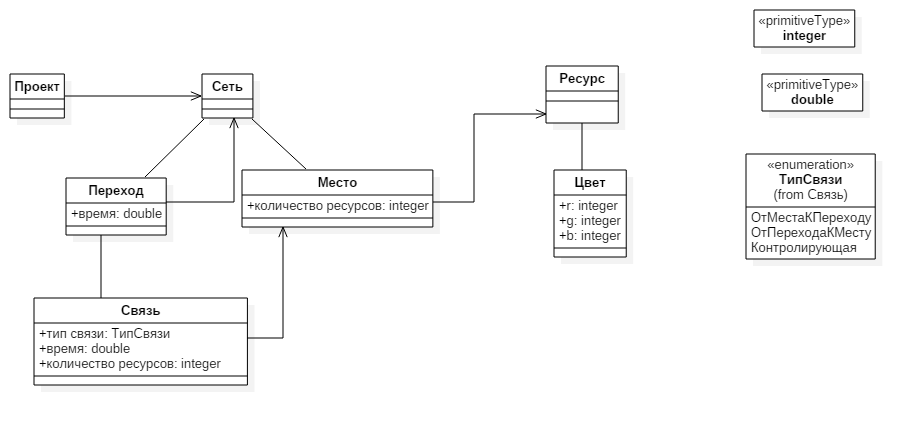 «primitiveType»
integer
Проект
Сеть
Ресурс
«primitiveType»
double
Переход
+время: double
Место
+количество ресурсов: integer
Цвет
+r: integer
+g: integer
+b: integer
«enumeration»
ТипСвязи
(from Связь)
ОтМестаКПереходу
ОтПереходаКМесту
Контролирующая
Связь
+тип связи: ТипСвязи
+время: double
+количество ресурсов: integer